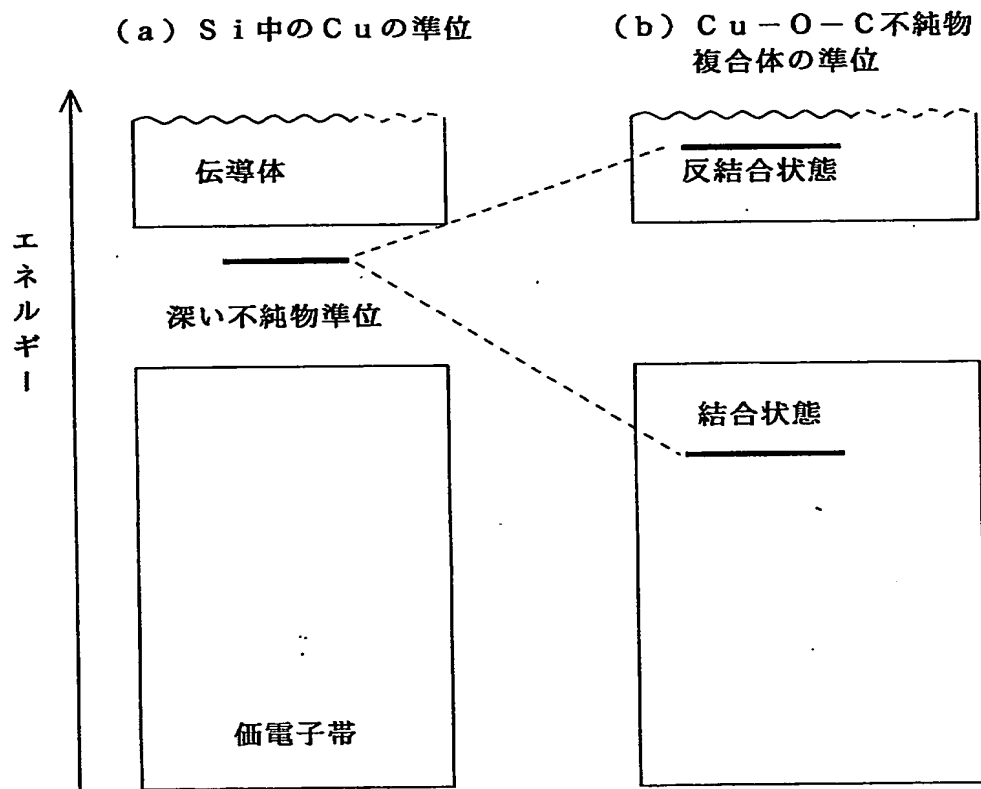 (a) Si中のCuの準位
(b) Cu-O-C不純物
複合体の準位
エネルギー
伝導体
深い不純物準位
価電子帯
反結合状態
結合状態